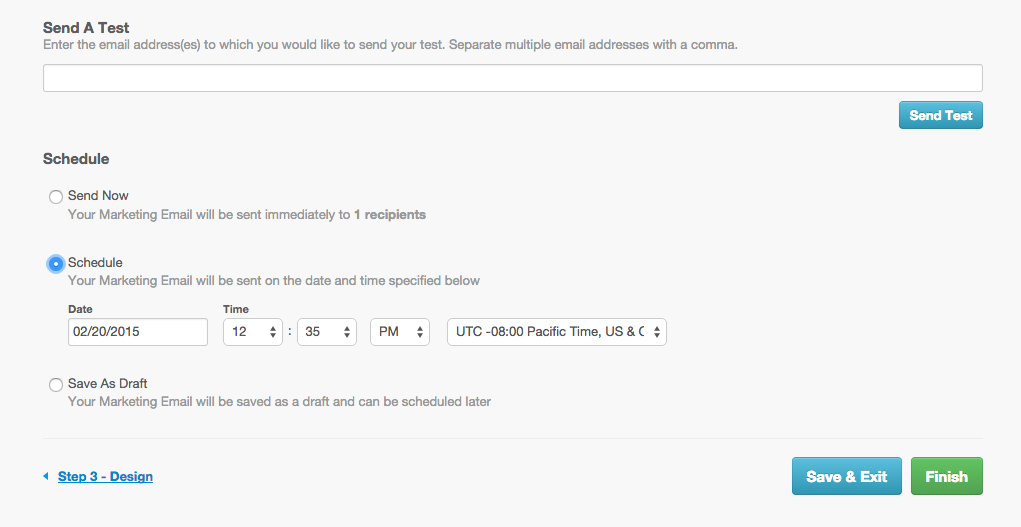 Send A Test
Enter the email address(es) to which you would like to send your test. Separate multiple email addresses with a comma.
Send Test
Schedule
Send Now
Your Marketing Email will be sent immediately to 1 recipients
Schedule
Your Marketing Email will be sent on the date and time specified below
Date Time
02/20/2015 12 : 35 PM UTC -08:00 Pacific Time, US & C
Save As Draft
Your Marketing Email will be saved as a draft and can be scheduled later
Step 3 - Design Save & Exit Finish